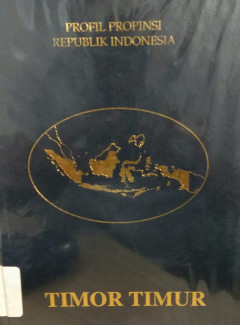 PROFIL PROPINSI
REPUBLIK INDONESIA
TIMOR TIMUR